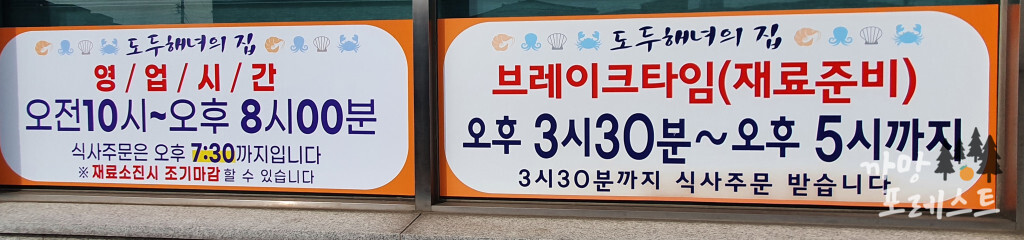 도두해녀의 집
영/업/시/간
오전10시~오후 8시00분
식사주문은 오후 7:30까지입니다
※ 재료소진시 조기마감 할 수 있습니다
도두해녀의 집
브레이크타임(재료준비)
오후 3시30분~오후 5시까지
3시30분까지 식사주문 받습니다
까망
포레스트